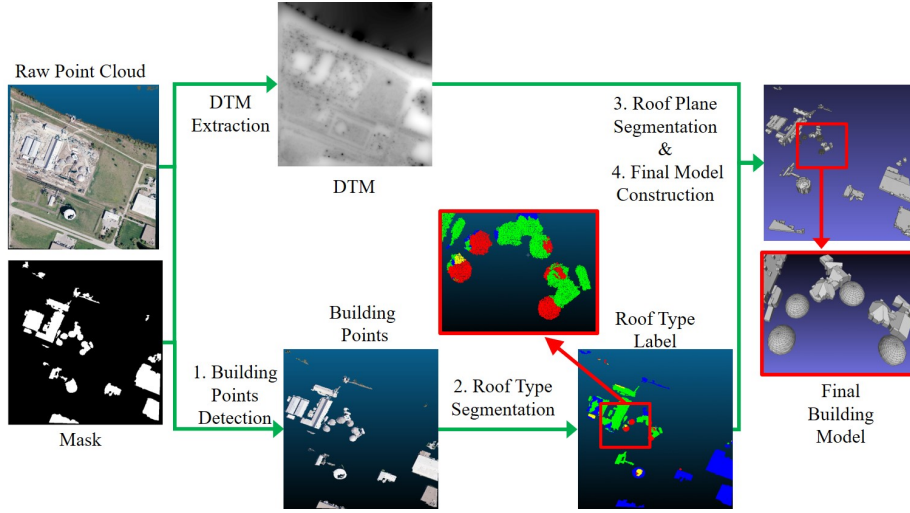 Raw Point Cloud
DTM
Extraction
DTM
3. Roof Plane
Segmentation
&
4. Final Model
Construction
Mask
1. Building
Points
Detection
Building
Points
2. Roof Type
Segmentation
Roof Type
Label
Final
Building
Model